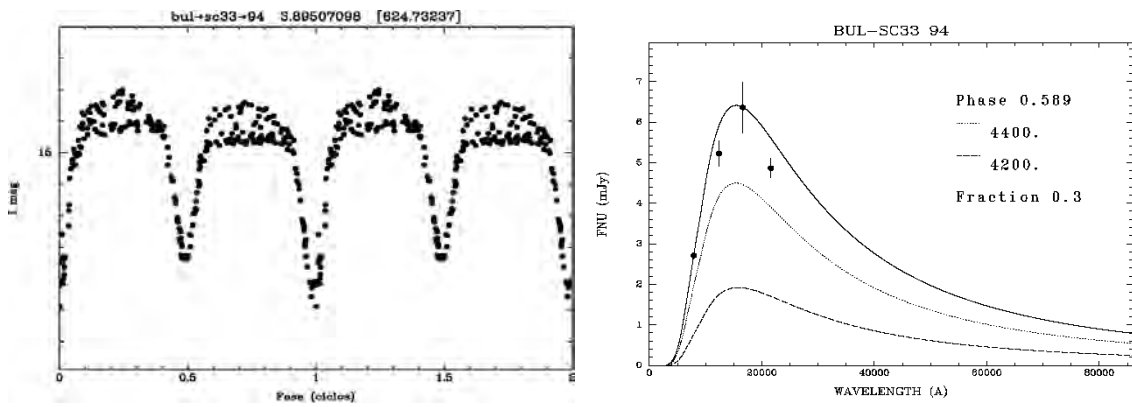 bul→sc33→94 3.89507098 [624.73237]
I mag
16
0 0.5 1 1.5 2
Fase (ciclos)
BUL-SC33 94
FNU (mJy)
7
6
5
4
3
2
1
0
Phase 0.589
4400.
4200.
Fraction 0.3
0 20000 40000 60000 80000
WAVELENGTH (A)